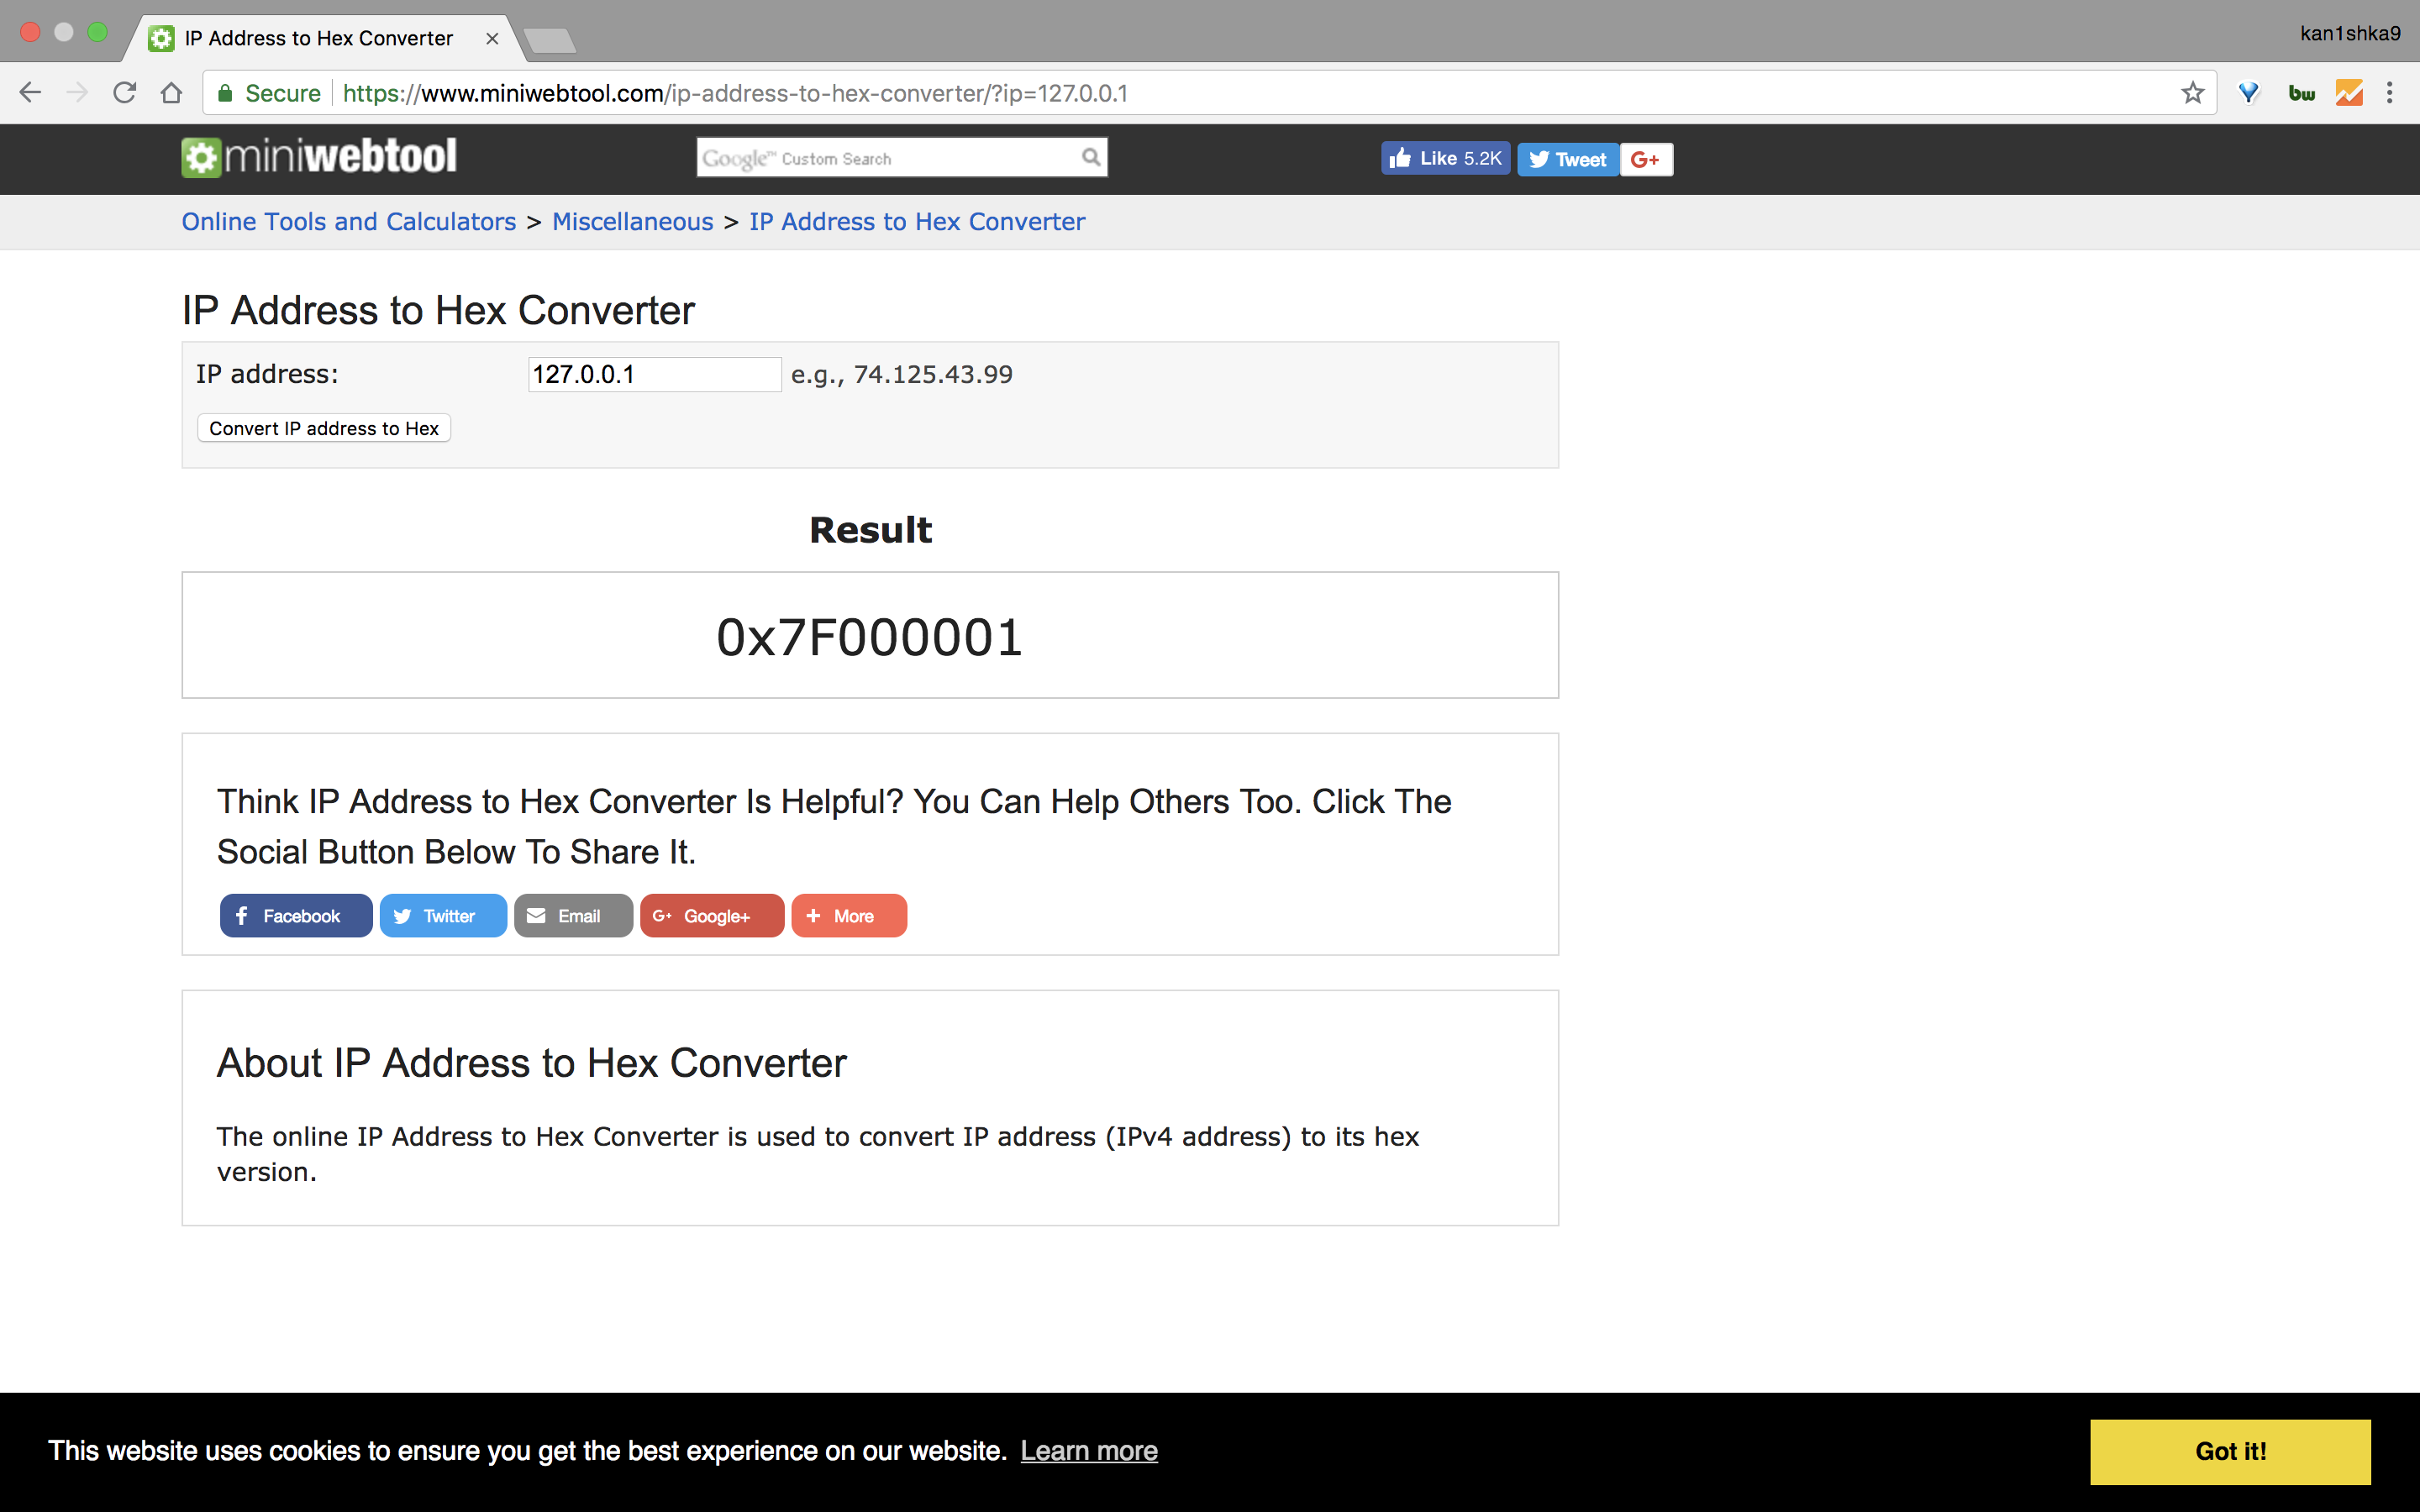 IP Address to Hex Converter
kan1shka9
Secure https://www.miniwebtool.com/ip-address-to-hex-converter/?ip=127.0.0.1
bw
miniwebtool
Google™ Custom Search
Like 5.2K
Tweet
G+
Online Tools and Calculators > Miscellaneous > IP Address to Hex Converter
IP Address to Hex Converter
IP address: 127.0.0.1 e.g., 74.125.43.99
Convert IP address to Hex
Result
0x7F000001
Think IP Address to Hex Converter Is Helpful? You Can Help Others Too. Click The
Social Button Below To Share It.
Facebook Twitter Email G+ Google+ More
About IP Address to Hex Converter
The online IP Address to Hex Converter is used to convert IP address (IPv4 address) to its hex
version.
This website uses cookies to ensure you get the best experience on our website. Learn more
Got it!